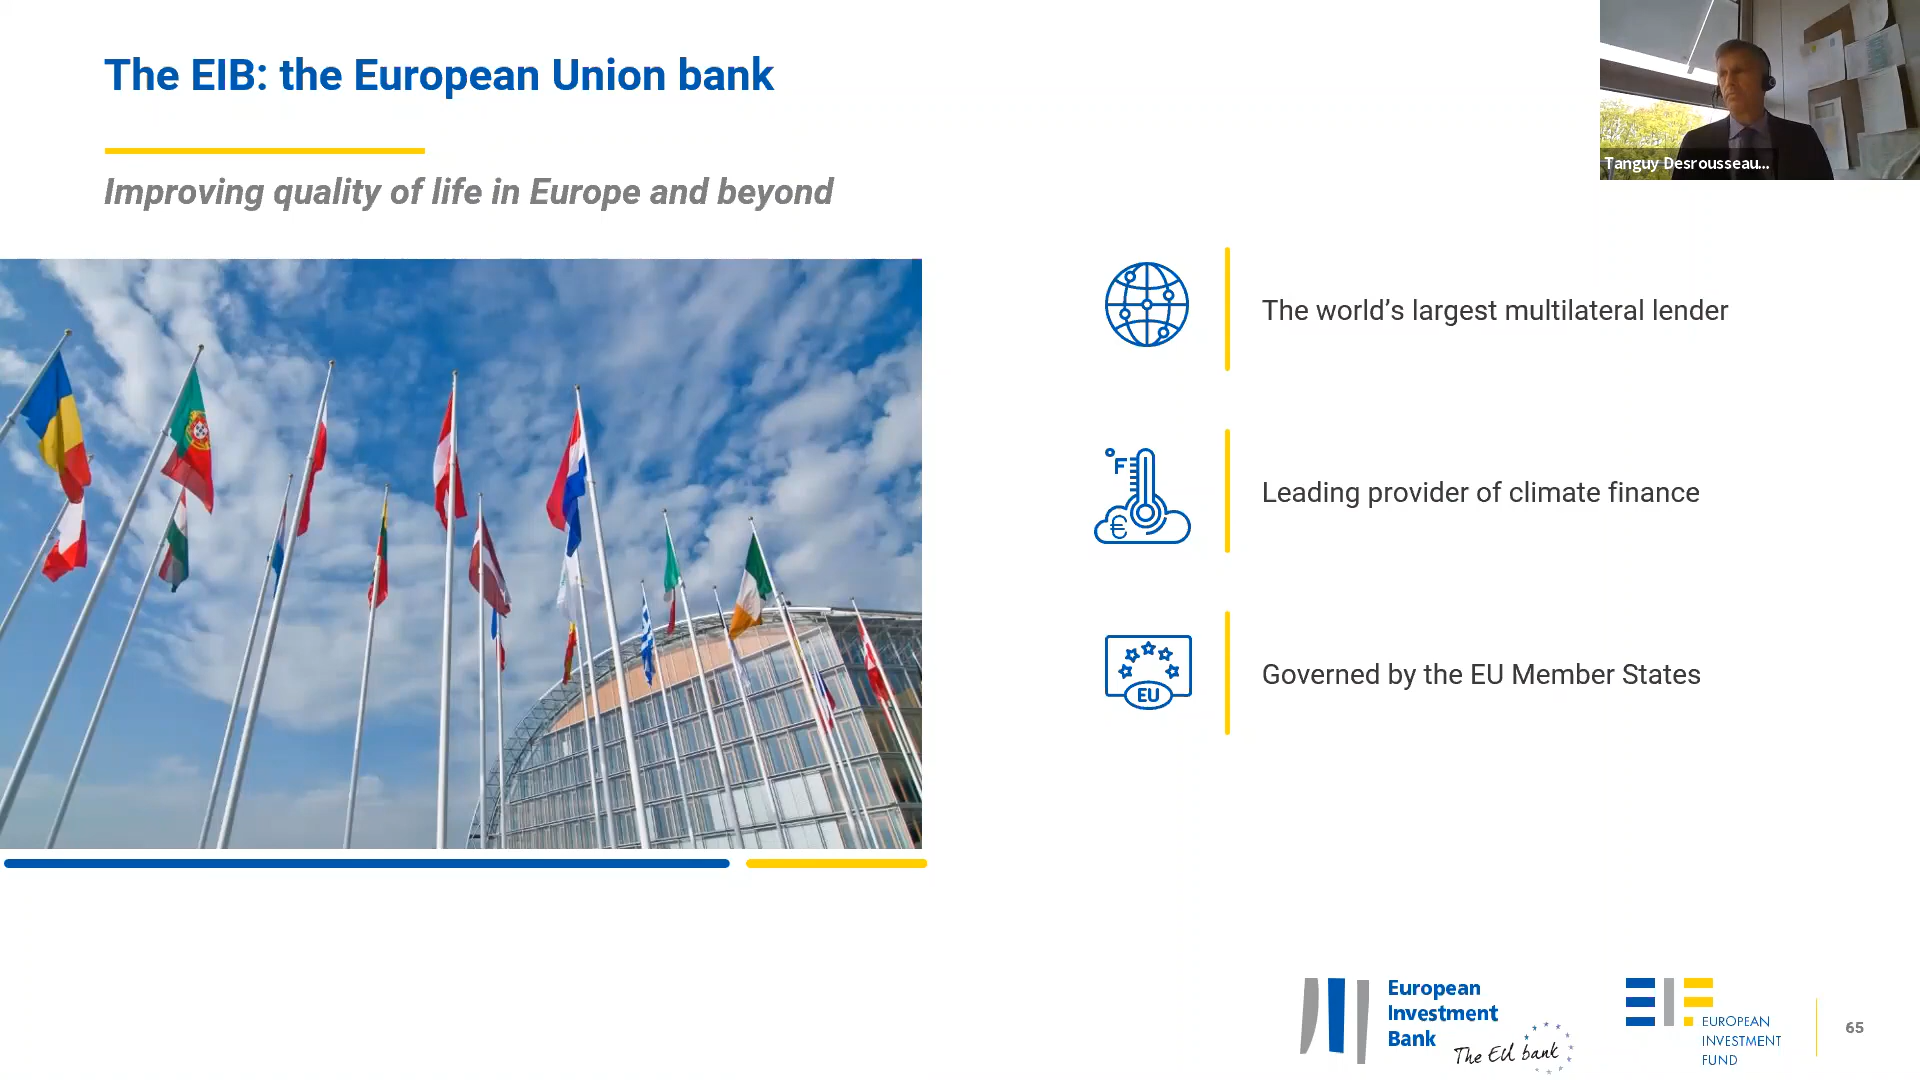 The EIB: the European Union bank
Tanguy Desrousseau...
Improving quality of life in Europe and beyond
The world’s largest multilateral lender
°F
€
Leading provider of climate finance
EU
Governed by the EU Member States
European
Investment
Bank
The EU bank
EIF
EUROPEAN
INVESTMENT
FUND
65